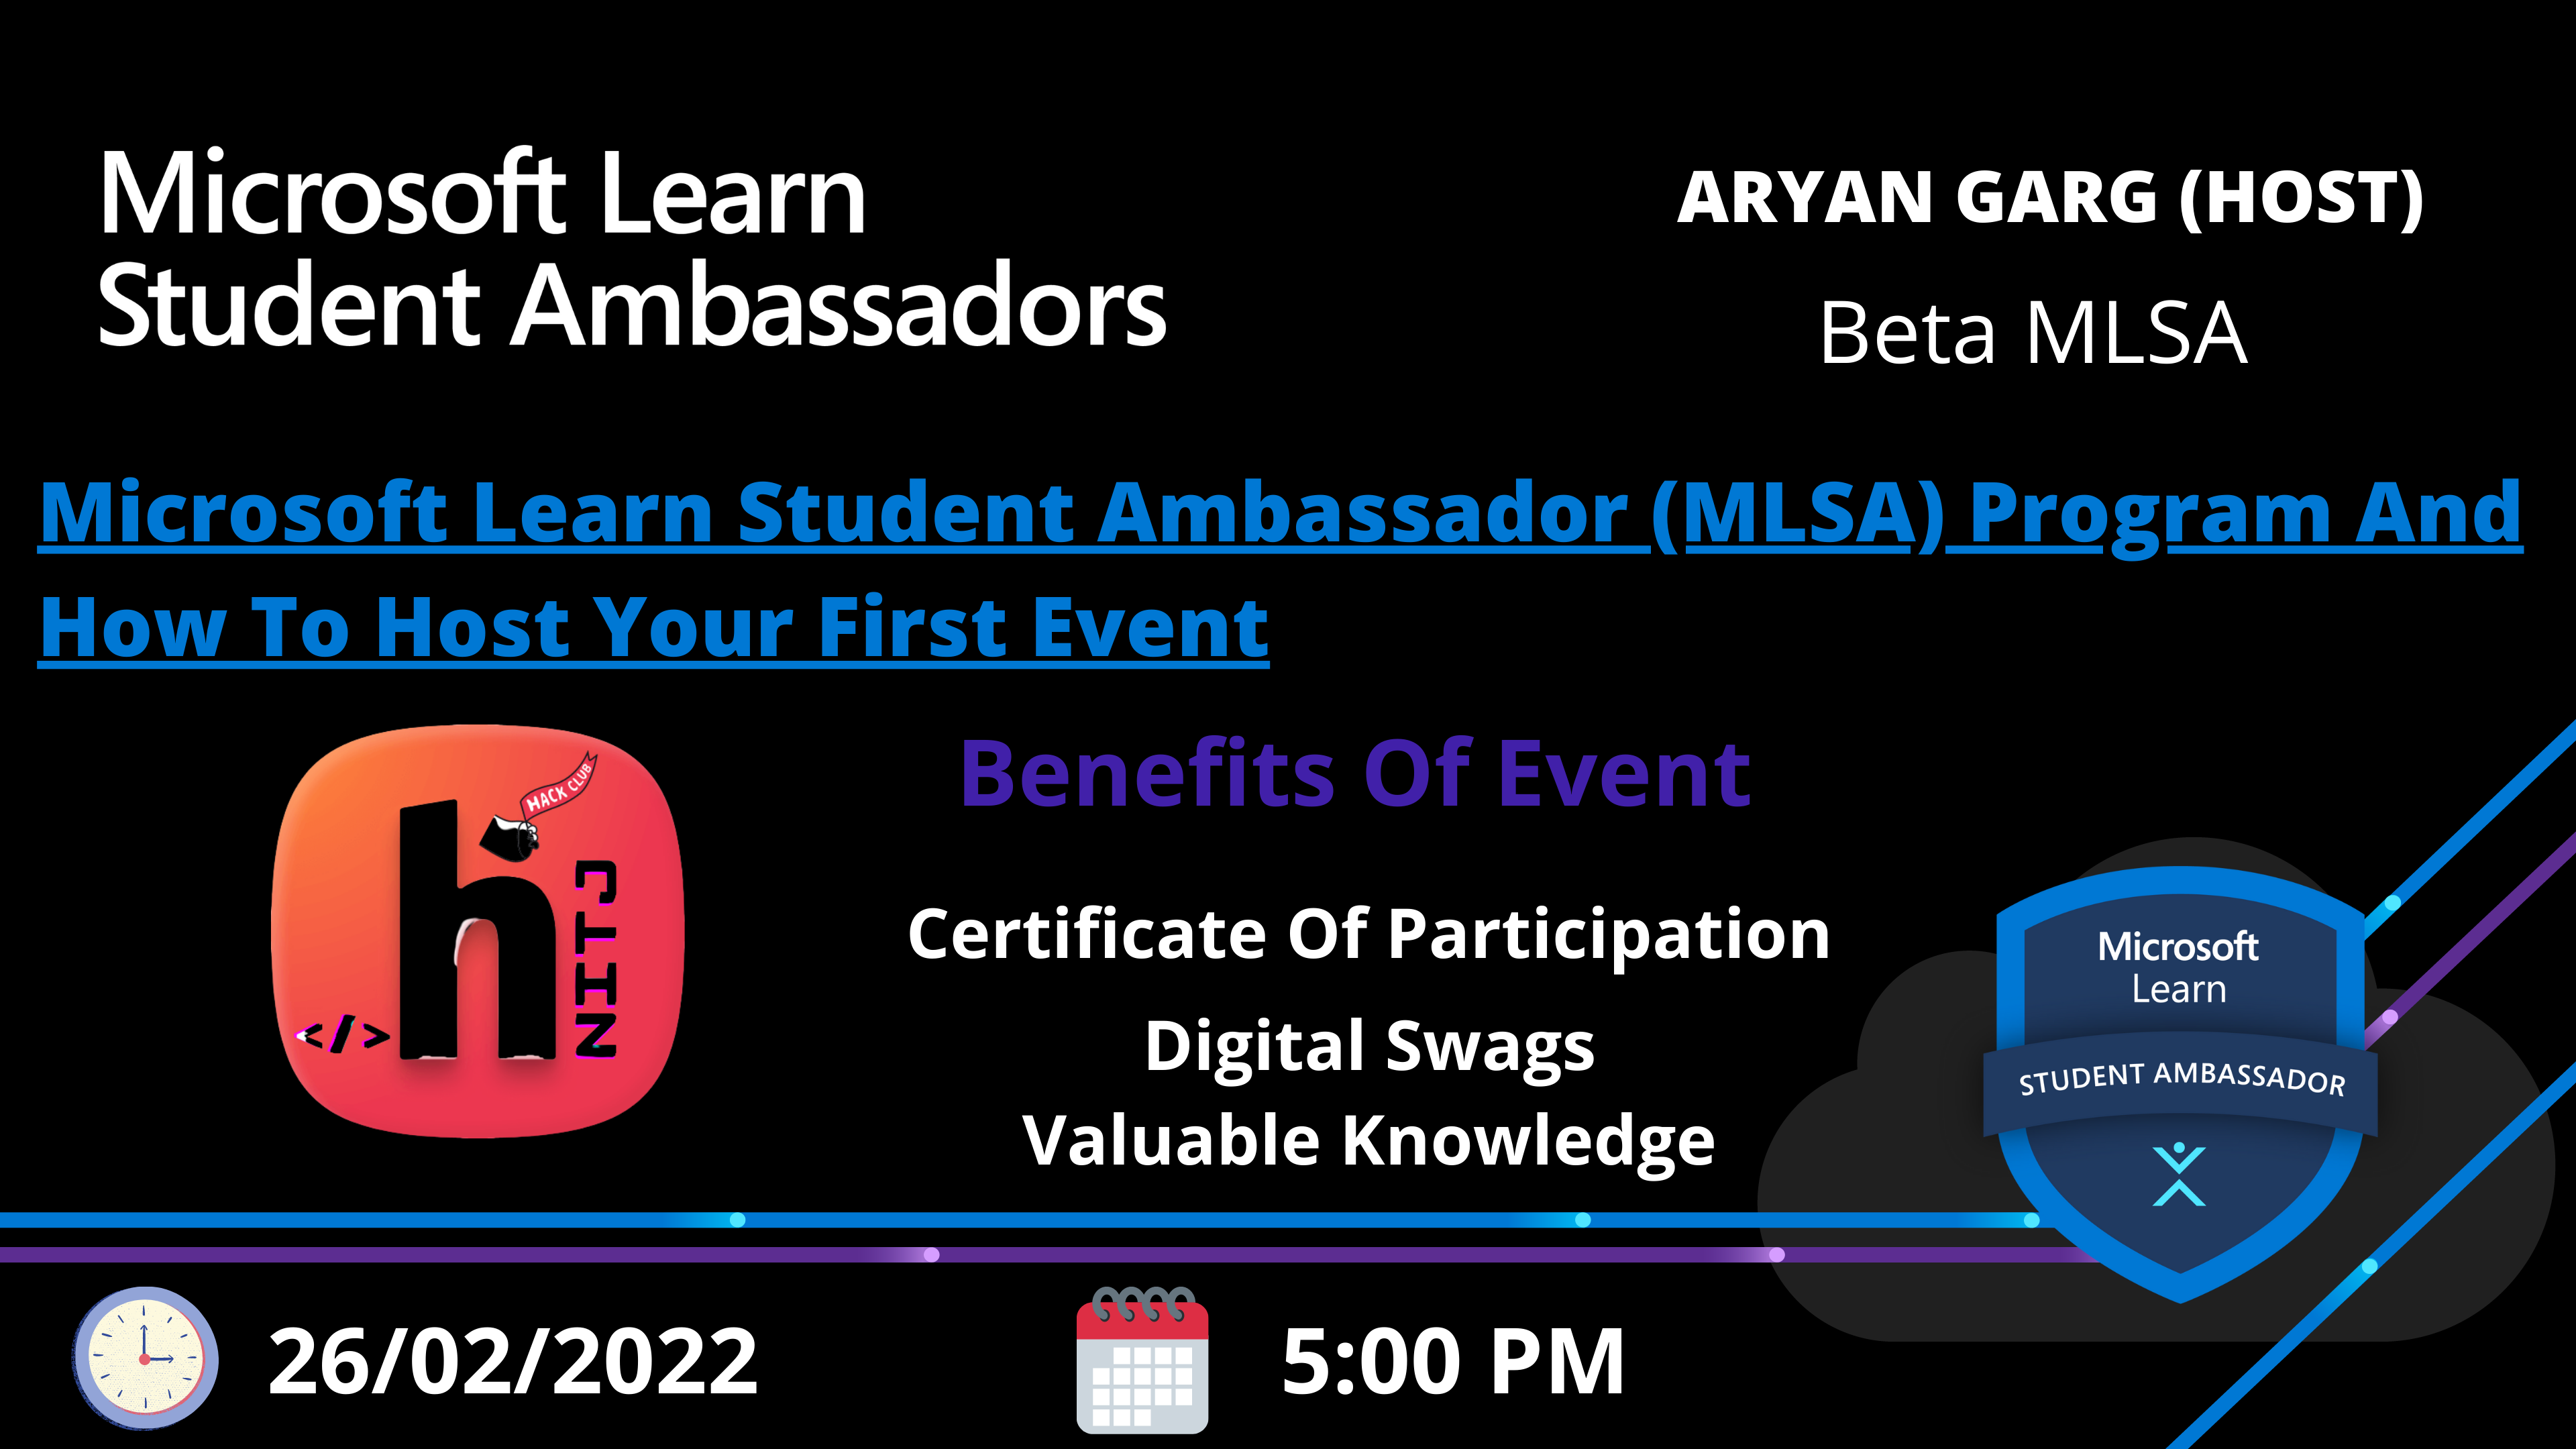 Microsoft Learn
Student Ambassadors
ARYAN GARG (HOST)
Beta MLSA
Microsoft Learn Student Ambassador (MLSA) Program And
How To Host Your First Event
HACK CLUB
h
NITJ
</>
Benefits Of Event
Certificate Of Participation
Digital Swags
Valuable Knowledge
Microsoft
Learn
STUDENT AMBASSADOR
26/02/2022
5:00 PM